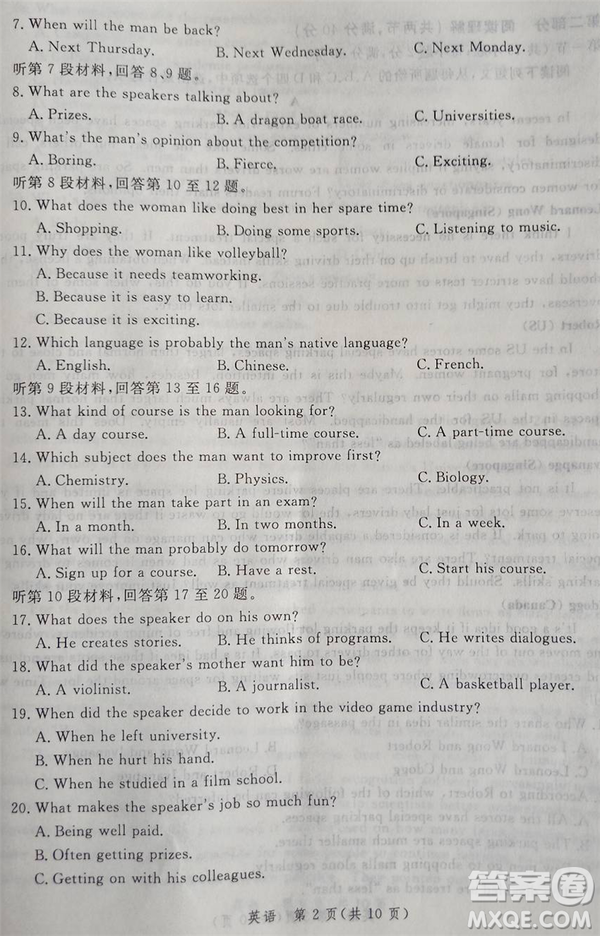 7. When will the man be back?
A. Next Thursday. B. Next Wednesday. C. Next Monday.
听第 7 段材料，回答 8、9 题。
8. What are the speakers talking about?
A. Prizes. B. A dragon boat race. C. Universities.
9. What's the man's opinion about the competition?
A. Boring. B. Fierce. C. Exciting.
听第 8 段材料，回答第 10 至 12 题。
10. What does the woman like doing best in her spare time?
A. Shopping. B. Doing some sports. C. Listening to music.
11. Why does the woman like volleyball?
A. Because it needs teamworking.
B. Because it is easy to learn.
C. Because it is exciting.
12. Which language is probably the man's native language?
A. English. B. Chinese. C. French.
听第 9 段材料，回答第 13 至 16 题。
13. What kind of course is the man looking for?
A. A day course. B. A full-time course. C. A part-time course.
14. Which subject does the man want to improve first?
A. Chemistry. B. Physics. C. Biology.
15. When will the man take part in an exam?
A. In a month. B. In two months. C. In a week.
16. What will the man probably do tomorrow?
A. Sign up for a course. B. Have a rest. C. Start his course.
听第 10 段材料，回答第 17 至 20 题。
17. What does the speaker do on his own?
A. He creates stories. B. He thinks of programs. C. He writes dialogues.
18. What did the speaker's mother want him to be?
A. A violinist. B. A journalist. C. A basketball player.
19. When did the speaker decide to work in the video game industry?
A. When he left university.
B. When he hurt his hand.
C. When he studied in a film school.
20. What makes the speaker's job so much fun?
A. Being well paid.
B. Often getting prizes.
C. Getting on with his colleagues.
英语 第 2 页(共 10 页)
答案圈
MXQE.COM